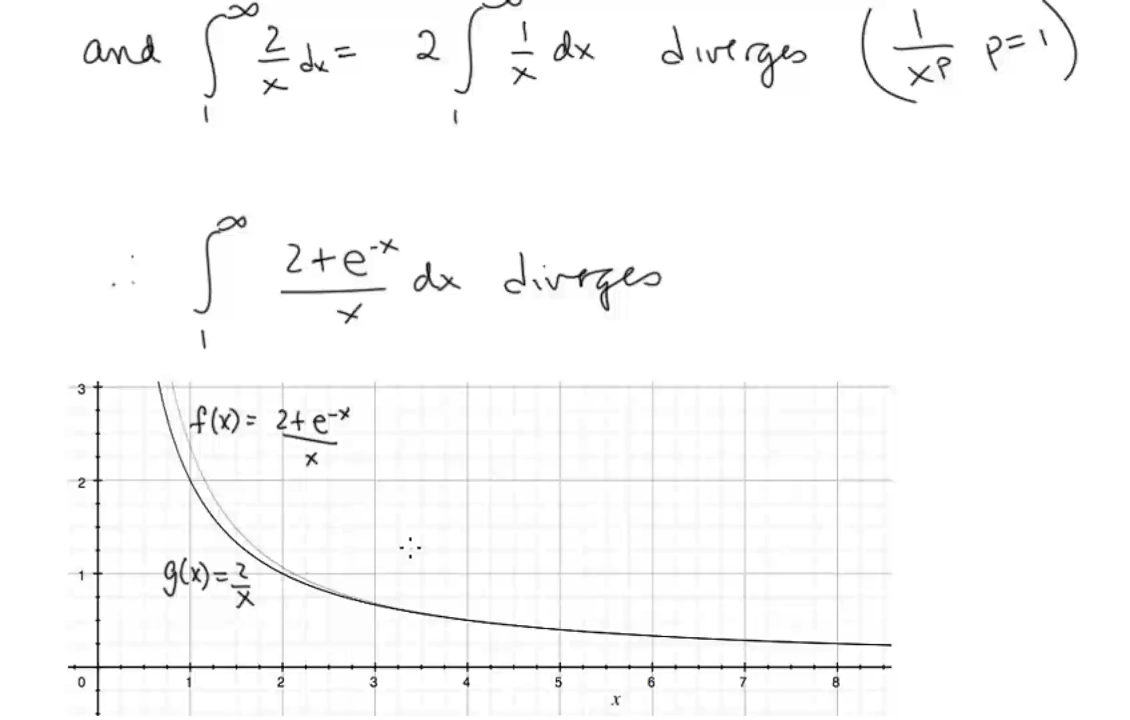 and ∫₁^∞ 2/x dx = 2 ∫₁^∞ 1/x dx diverges (1/xᵖ p=1)
∴ ∫₁^∞ (2+e⁻ˣ)/x dx diverges
3
f(x) = (2+e⁻ˣ)/x
2
1
g(x) = 2/x
0 1 2 3 4 5 6 7 8
x